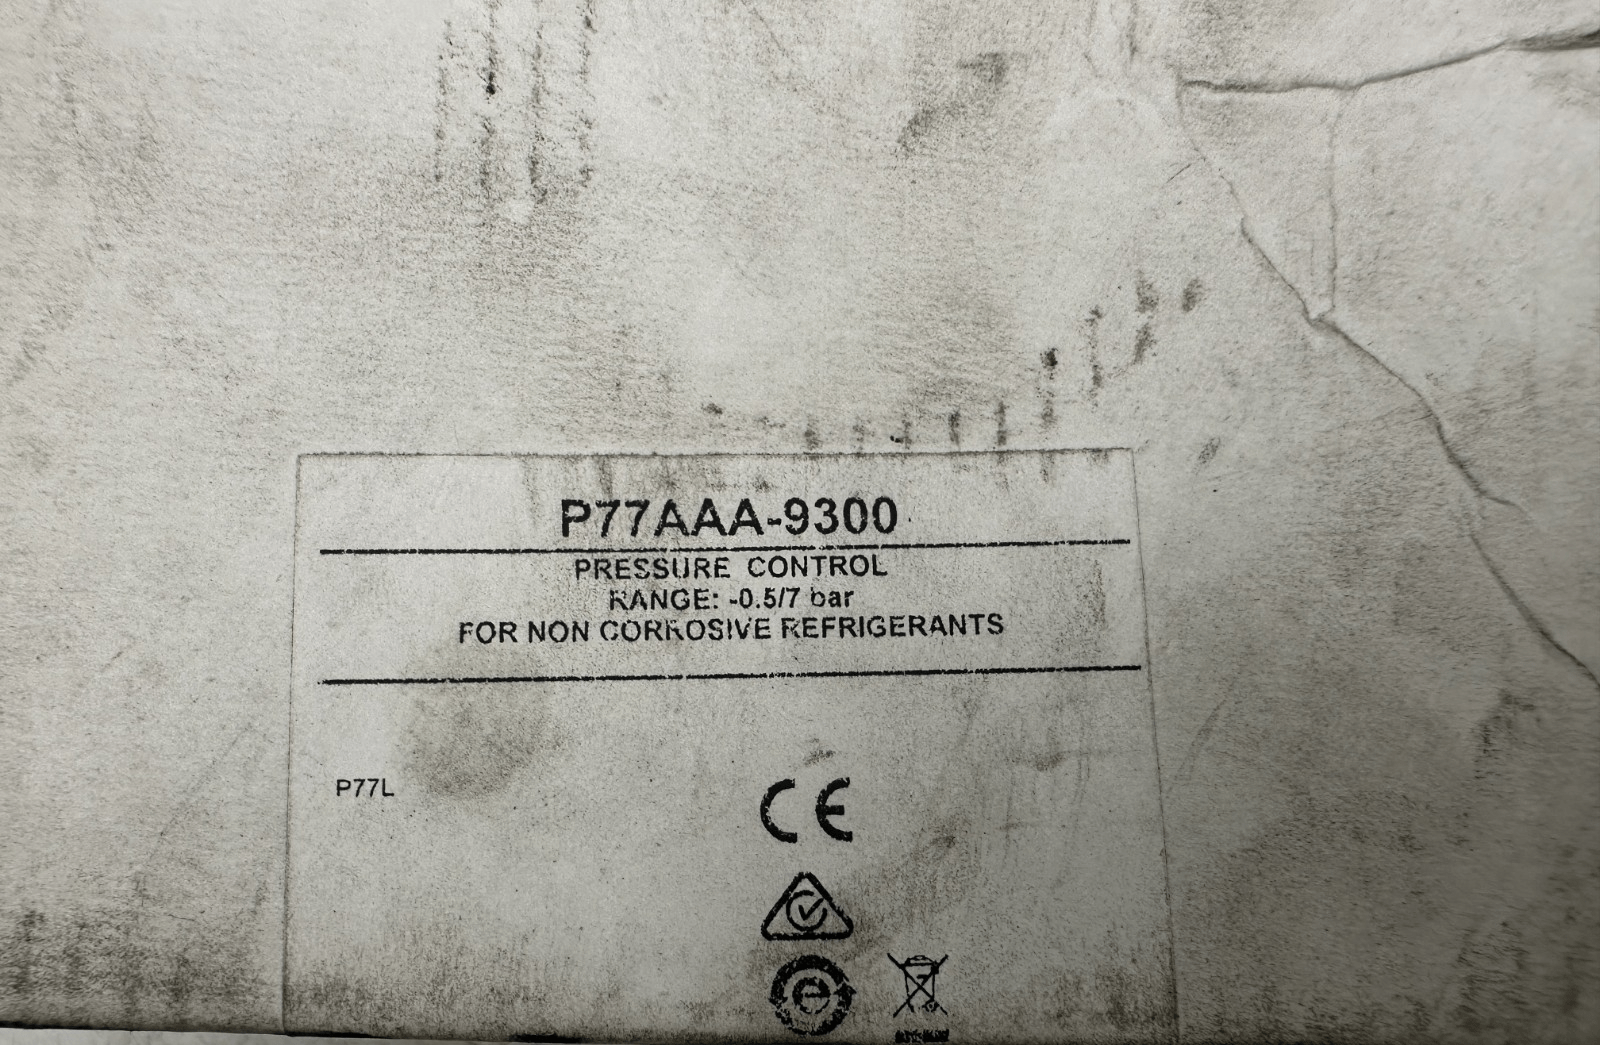 P77AAA-9300
PRESSURE CONTROL
RANGE: -0.5/7 bar
FOR NON CORROSIVE REFRIGERANTS
P77L
CE
e